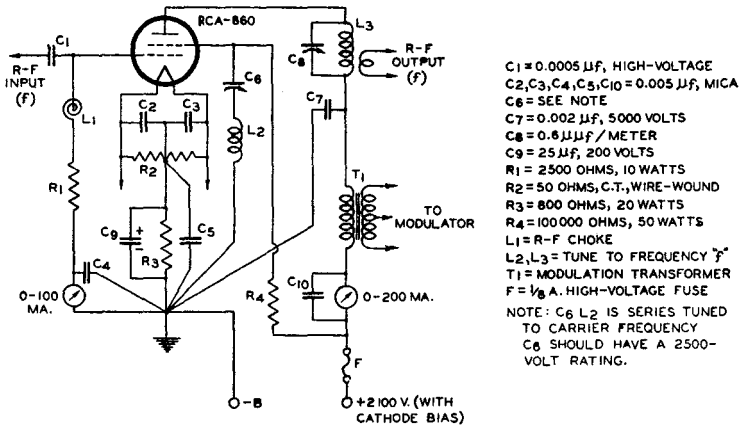 RCA-860
C1
R-F
INPUT
(f)
L1
R1
C4
0-100
MA.
C2
C3
R2
C9
+
−
R3
C5
C6
L2
R4
C7
C8
L3
R-F
OUTPUT
(f)
T1
TO
MODULATOR
C10
0-200 MA.
F
-B
+2100 V. (WITH
CATHODE BIAS)
C1=0.0005 µf, HIGH-VOLTAGE
C2,C3,C4,C5,C10=0.005 µf, MICA
C6= SEE NOTE
C7=0.002 µf, 5000 VOLTS
C8=0.6 µµf/METER
C9=25 µf, 200 VOLTS
R1= 2500 OHMS, 10 WATTS
R2=50 OHMS, C.T., WIRE-WOUND
R3=800 OHMS, 20 WATTS
R4=100000 OHMS, 50 WATTS
L1=R-F CHOKE
L2,L3=TUNE TO FREQUENCY "f"
T1=MODULATION TRANSFORMER
F=1/8 A. HIGH-VOLTAGE FUSE
NOTE: C6 L2 IS SERIES TUNED
TO CARRIER FREQUENCY
C6 SHOULD HAVE A 2500-
VOLT RATING.